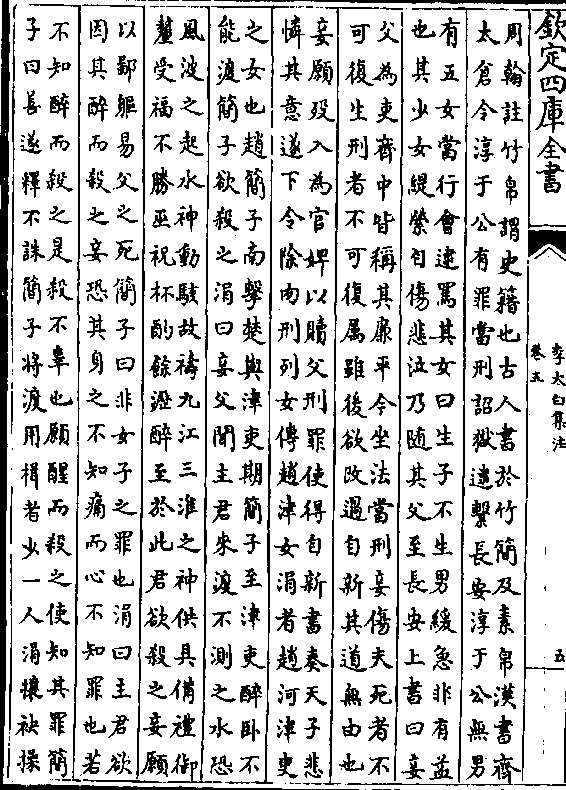 欽定四庫全書
李太白集注
卷五
五
周翰註竹帛謂史籍也古人書於竹簡及素帛漢書齊
太倉令淳于公有罪當刑詔獄逮繫長安淳于公無男
有五女當行會逮罵其女曰生子不生男緩急非有益
也其少女緹縈自傷悲泣乃隨其父至長安上書曰妾
父為吏齊中皆稱其廉平今坐法當刑妾傷夫死者不
可復生刑者不可復屬雖後欲改過自新其道無由也
妾願殁入為官婢以贖父刑罪使得自新書奏天子悲
憐其意遂下令除肉刑列女傳趙津女涓者趙河津吏
之女也趙簡子南擊楚與津吏期簡子至津吏醉卧不
能渡簡子欲殺之涓曰妾父聞主君來渡不測之水恐
風波之起水神動駭故禱九江三淮之神供具備禮御
釐受福不勝巫祝杯酌餘瀝醉至於此君欲殺之妾願
以鄙軀易父之死簡子曰非女子之罪也涓曰主君欲
因其醉而殺之妾恐其身之不知痛而心不知罪也若
不知醉而殺之是殺不辜也願醒而殺之使知其罪簡
子曰善遂釋不誅簡子將渡用楫者少一人涓攘袂操